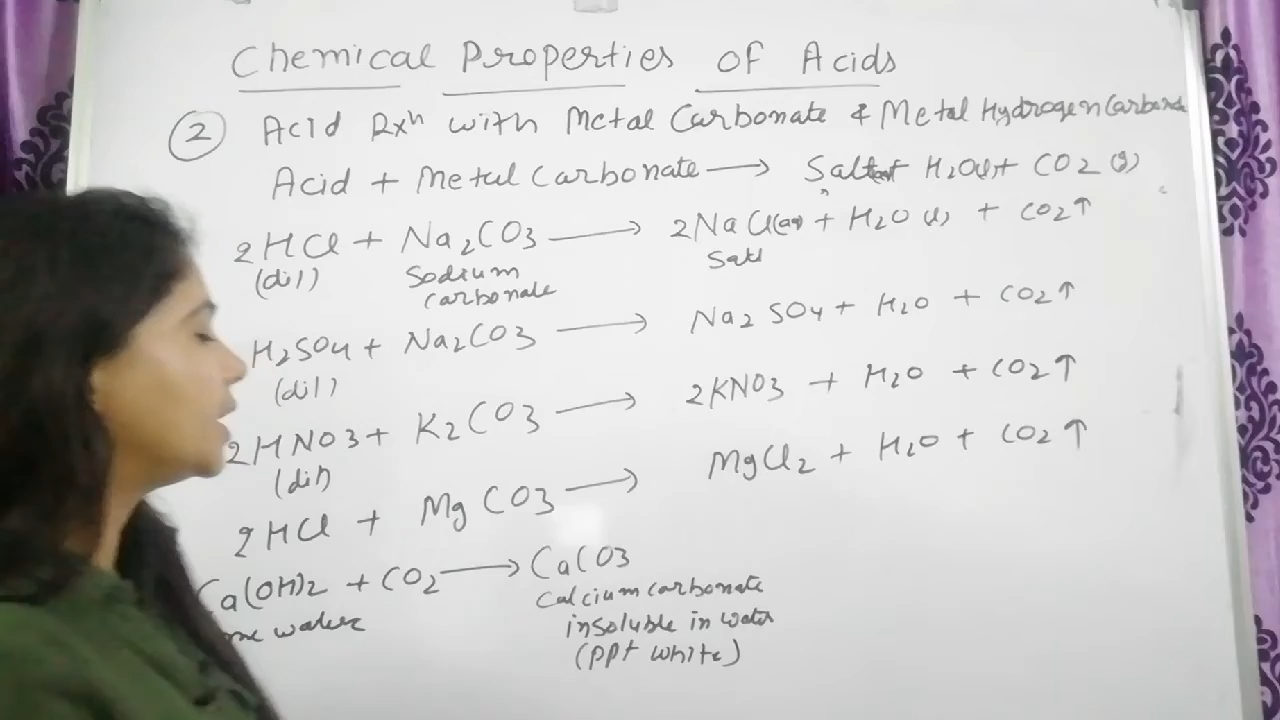 Chemical Properties of Acids
② Acid Rxn with Metal Carbonate & Metal Hydrogen Carbonate
Acid + Metal Carbonate → Salt + H2O(l) + CO2(g)
2HCl + Na2CO3 → 2NaCl(aq) + H2O(l) + CO2↑
(dil) Sodium carbonate Salt
H2SO4 + Na2CO3 → Na2SO4 + H2O + CO2↑
(dil)
2HNO3 + K2CO3 → 2KNO3 + H2O + CO2↑
(dil)
2HCl + MgCO3 → MgCl2 + H2O + CO2↑
Ca(OH)2 + CO2 → CaCO3
water Calcium carbonate
insoluble in water
(ppt white)